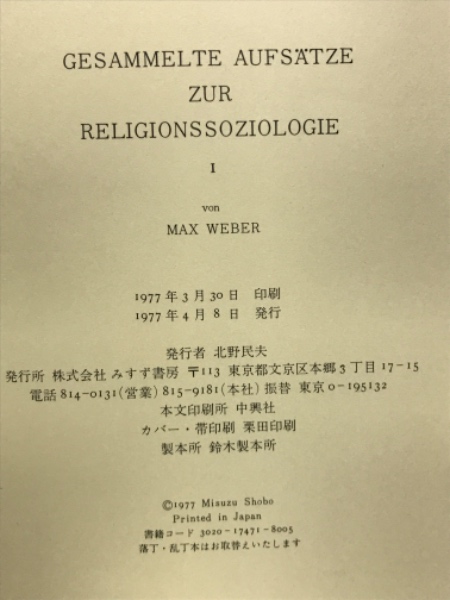 GESAMMELTE AUFSÄTZE
ZUR
RELIGIONSSOZIOLOGIE
I
von
MAX WEBER
1977年3月30日 印刷
1977年4月8日 発行
発行者 北野民夫
発行所 株式会社 みすず書房 〒113 東京都文京区本郷3丁目17-15
電話 814-0131(営業) 815-9181(本社) 振替 東京0-195132
本文印刷所 中興社
カバー・帯印刷 栗田印刷
製本所 鈴木製本所
©1977 Misuzu Shobo
Printed in Japan
書籍コード 3020-17471-8005
落丁・乱丁本はお取替えいたします